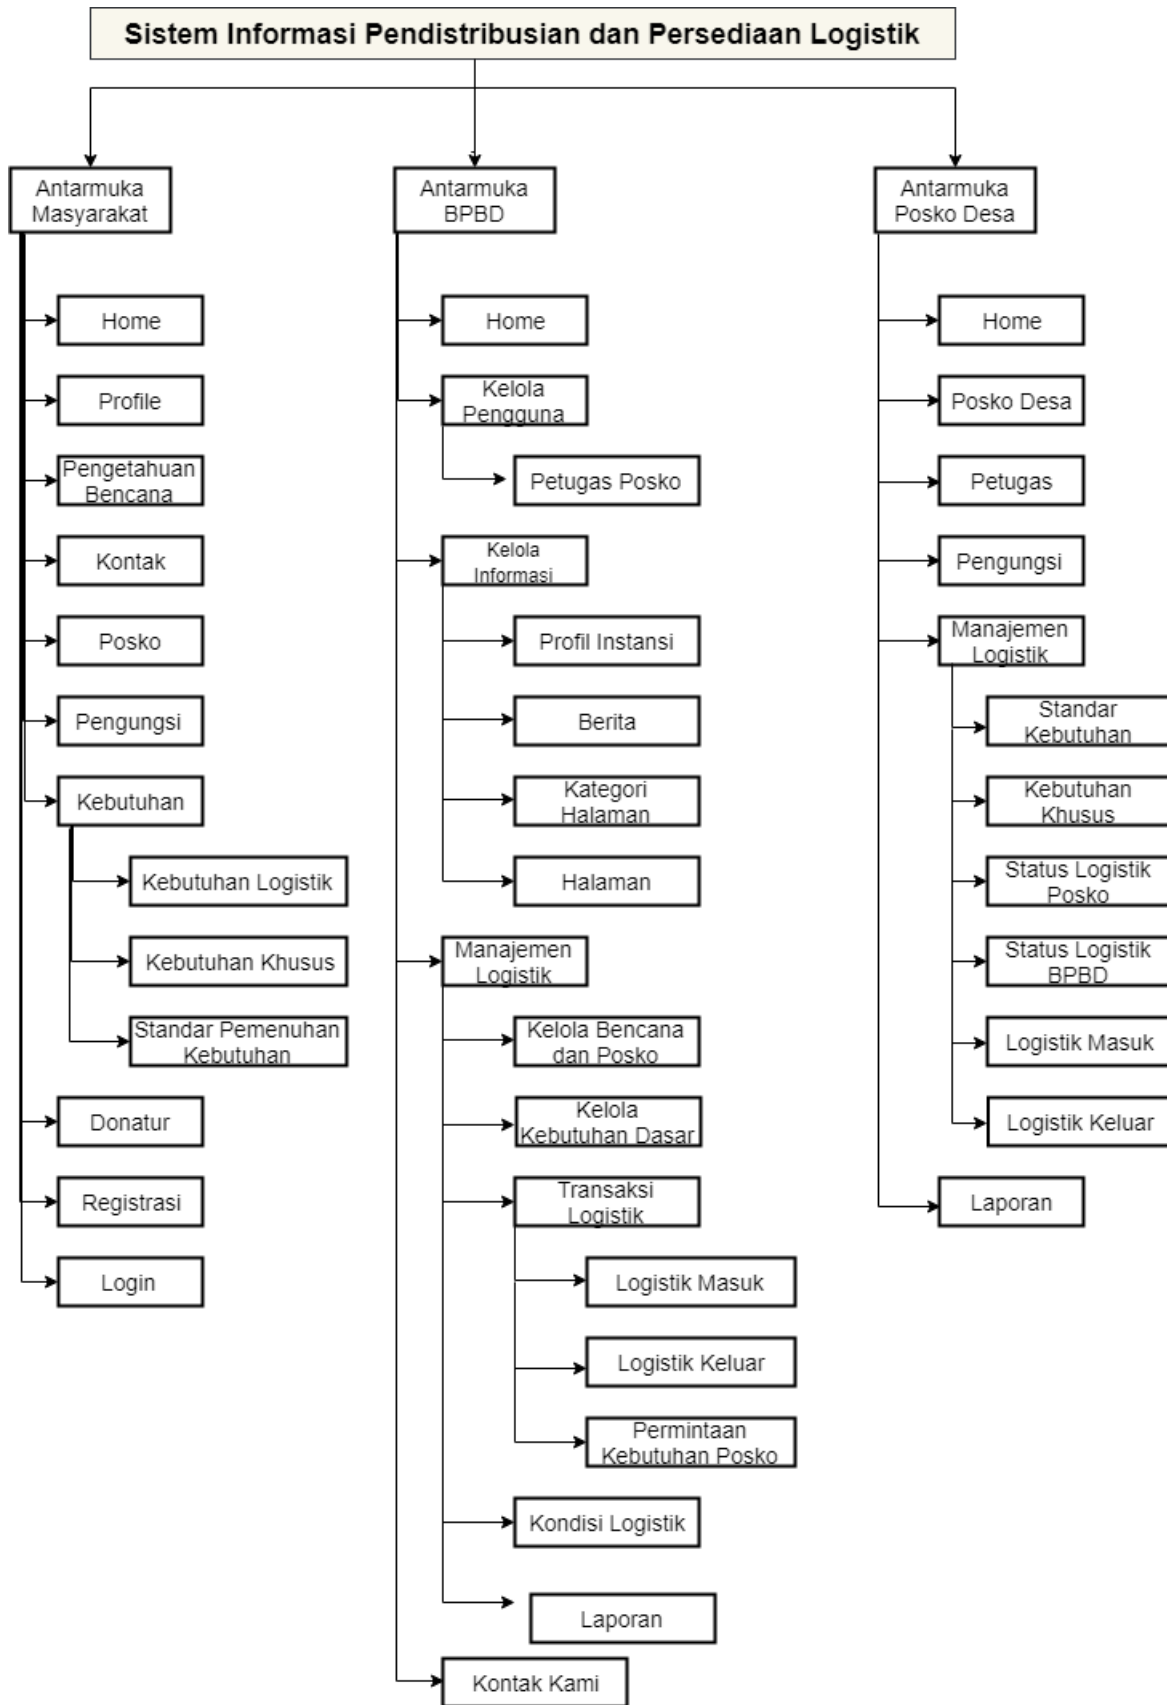 Sistem Informasi Pendistribusian dan Persediaan Logistik
Antarmuka
Masyarakat
Home
Profile
Pengetahuan
Bencana
Kontak
Posko
Pengungsi
Kebutuhan
Kebutuhan Logistik
Kebutuhan Khusus
Standar Pemenuhan
Kebutuhan
Donatur
Registrasi
Login
Antarmuka
BPBD
Home
Kelola
Pengguna
Petugas Posko
Kelola
Informasi
Profil Instansi
Berita
Kategori
Halaman
Halaman
Manajemen
Logistik
Kelola Bencana
dan Posko
Kelola
Kebutuhan Dasar
Transaksi
Logistik
Logistik Masuk
Logistik Keluar
Permintaan
Kebutuhan Posko
Kondisi Logistik
Laporan
Kontak Kami
Antarmuka
Posko Desa
Home
Posko Desa
Petugas
Pengungsi
Manajemen
Logistik
Standar
Kebutuhan
Kebutuhan
Khusus
Status Logistik
Posko
Status Logistik
BPBD
Logistik Masuk
Logistik Keluar
Laporan